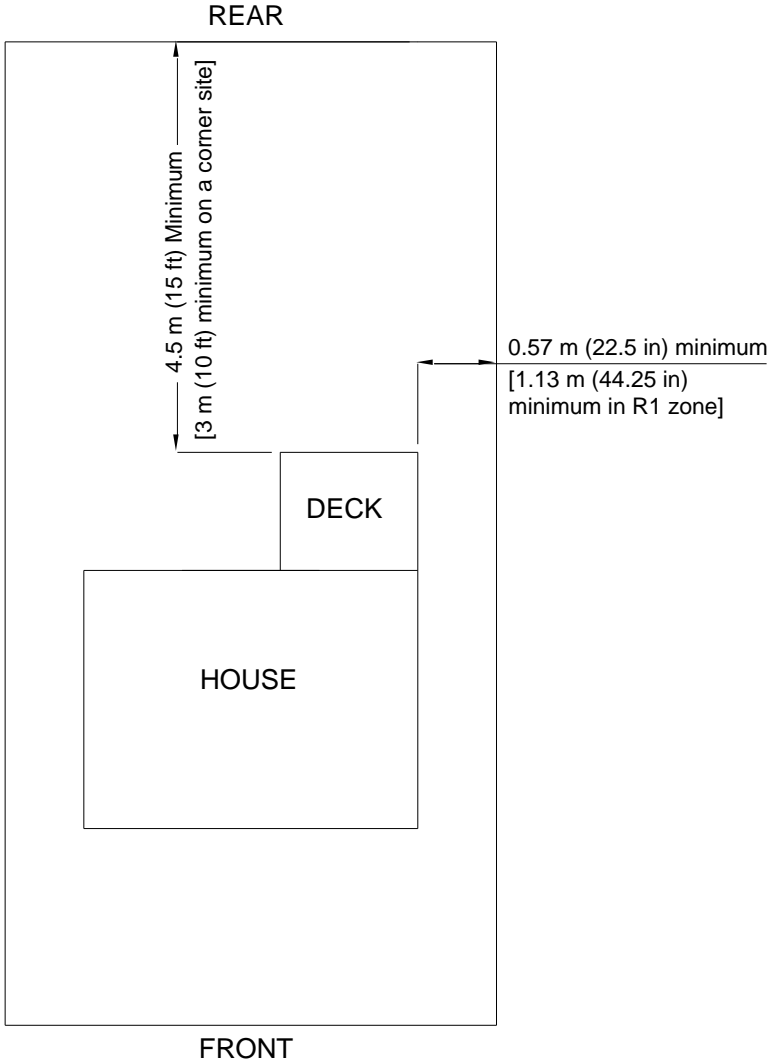 REAR
4.5 m (15 ft) Minimum
[3 m (10 ft) minimum on a corner site]
0.57 m (22.5 in) minimum
[1.13 m (44.25 in)
minimum in R1 zone]
DECK
HOUSE
FRONT